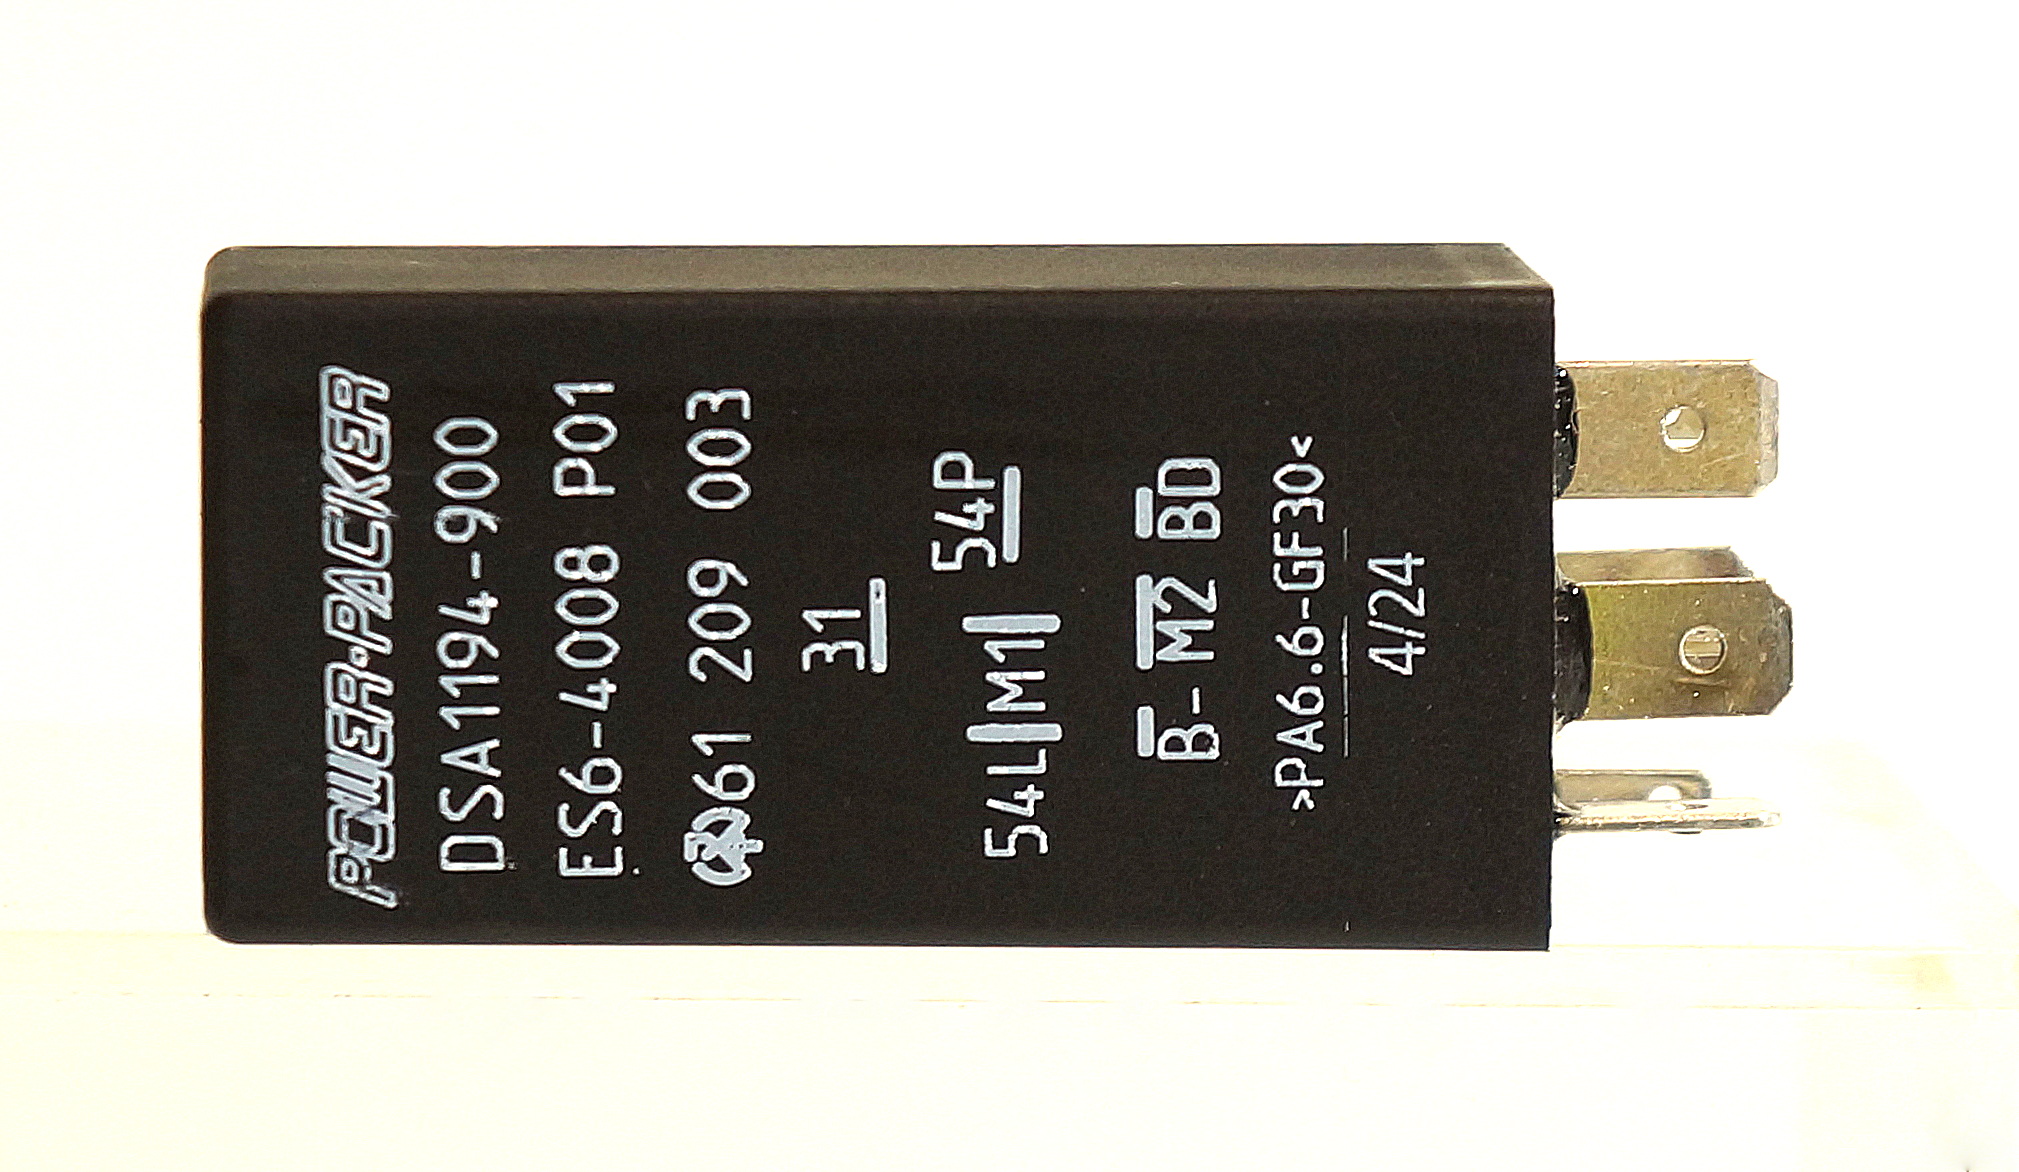 POWER-PACKER
DSA1194-900
ES6-4008 P01
61 209 003
31
54L M1 54P
B- M2 BD
>PA6.6-GF30<
4/24